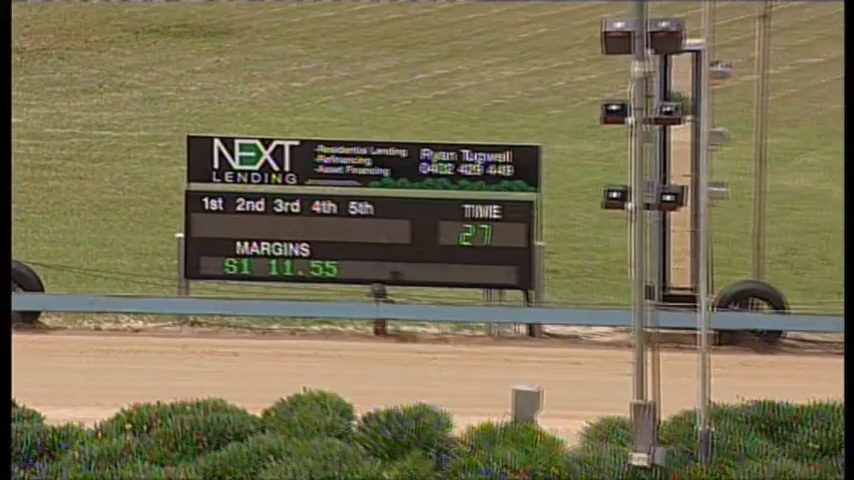 NEXT
LENDING
Residential Lending
Refinancing
Asset Financing
Ryan Tugwell
1st 2nd 3rd 4th 5th
TIME
27
MARGINS
S1 11.55